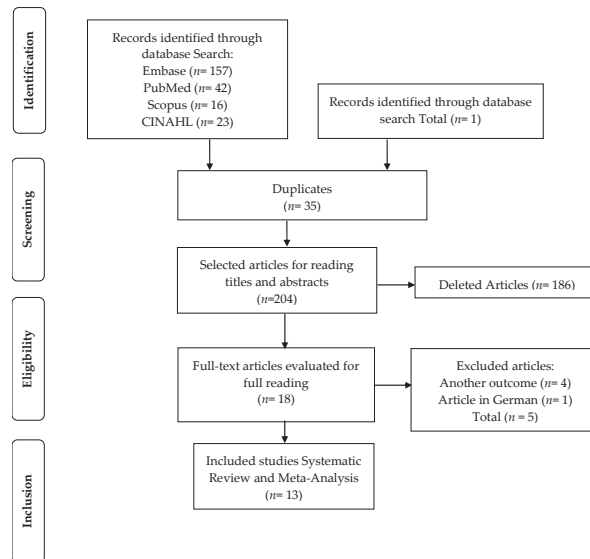 Identification
Records identified through
database Search:
Embase (n= 157)
PubMed (n= 42)
Scopus (n= 16)
CINAHL (n= 23)
Records identified through database
search Total (n= 1)
Screening
Duplicates
(n= 35)
Selected articles for reading
titles and abstracts
(n=204)
Deleted Articles (n= 186)
Eligibility
Full-text articles evaluated for
full reading
(n= 18)
Excluded articles:
Another outcome (n= 4)
Article in German (n= 1)
Total (n = 5)
Inclusion
Included studies Systematic
Review and Meta-Analysis
(n= 13)